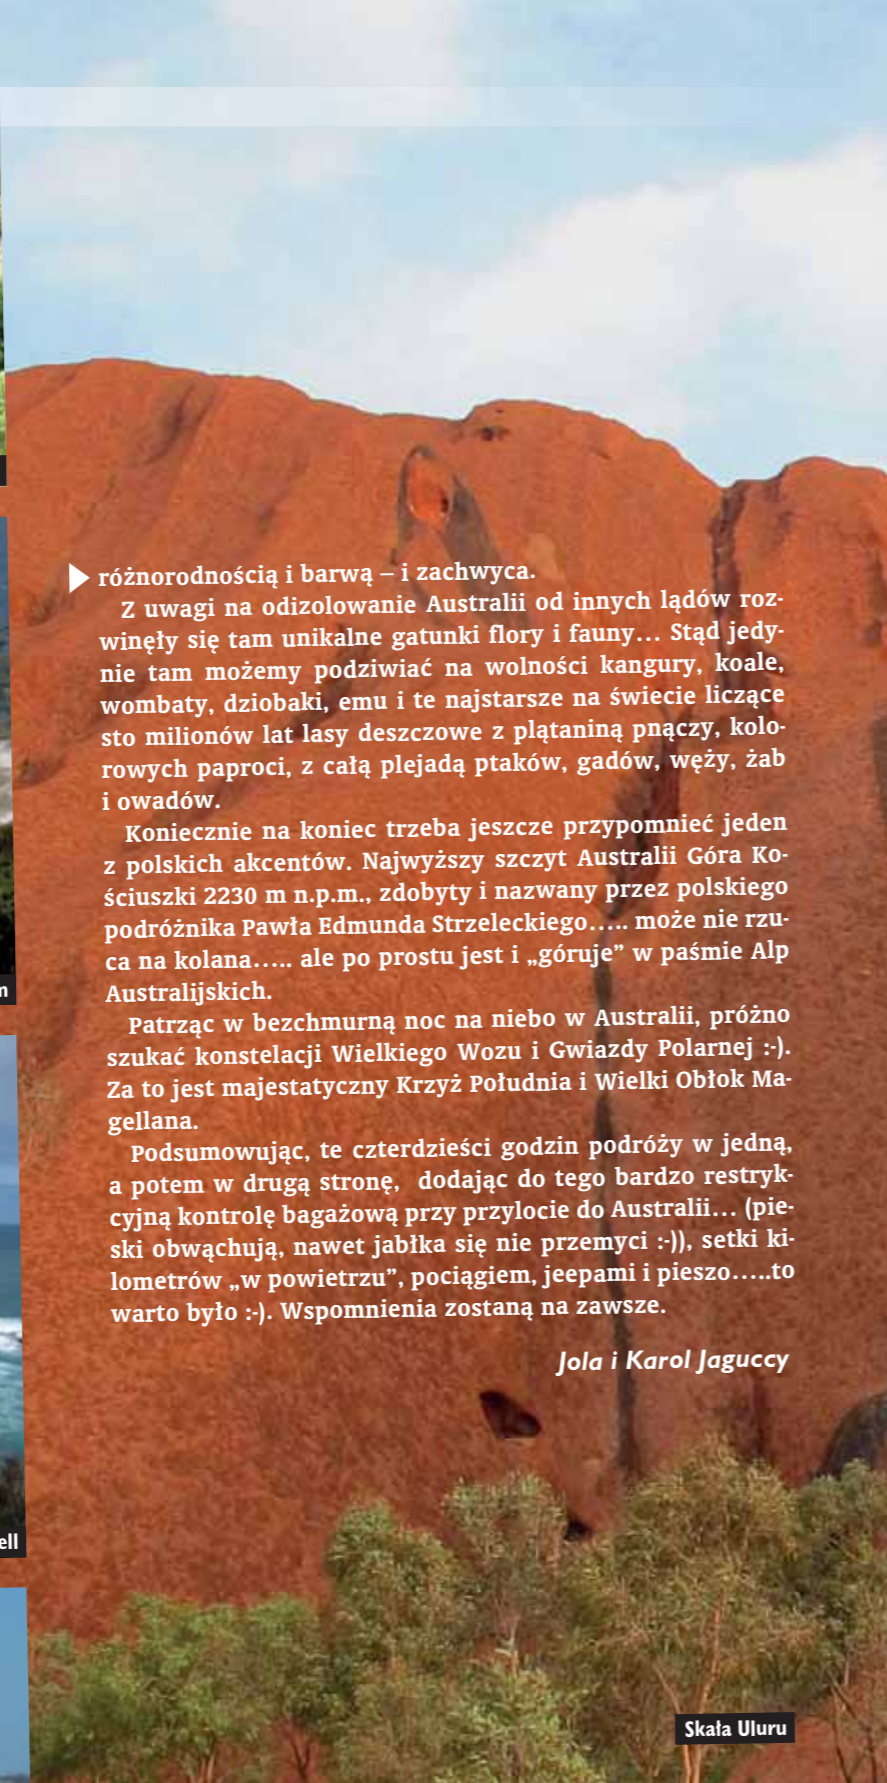 różnorodnością i barwą – i zachwyca.
Z uwagi na odizolowanie Australii od innych lądów roz-
winęły się tam unikalne gatunki flory i fauny... Stąd jedy-
nie tam możemy podziwiać na wolności kangury, koale,
wombaty, dziobaki, emu i te najstarsze na świecie liczące
sto milionów lat lasy deszczowe z plątaniną pnączy, kolo-
rowych paproci, z całą plejadą ptaków, gadów, węży, żab
i owadów.
Koniecznie na koniec trzeba jeszcze przypomnieć jeden
z polskich akcentów. Najwyższy szczyt Australii Góra Ko-
ściuszki 2230 m n.p.m., zdobyty i nazwany przez polskiego
podróżnika Pawła Edmunda Strzeleckiego..... może nie rzu-
ca na kolana..... ale po prostu jest i „góruje” w paśmie Alp
Australijskich.
Patrząc w bezchmurną noc na niebo w Australii, próżno
szukać konstelacji Wielkiego Wozu i Gwiazdy Polarnej :-).
Za to jest majestatyczny Krzyż Południa i Wielki Obłok Ma-
gellana.
Podsumowując, te czterdzieści godzin podróży w jedną,
a potem w drugą stronę, dodając do tego bardzo restryk-
cyjną kontrolę bagażową przy przylocie do Australii... (pie-
ski obwąchują, nawet jabłka się nie przemyci :-)), setki ki-
lometrów „w powietrzu”, pociągiem, jeepami i pieszo.....to
warto było :-). Wspomnienia zostaną na zawsze.
Jola i Karol Jaguccy
ell
Skała Uluru